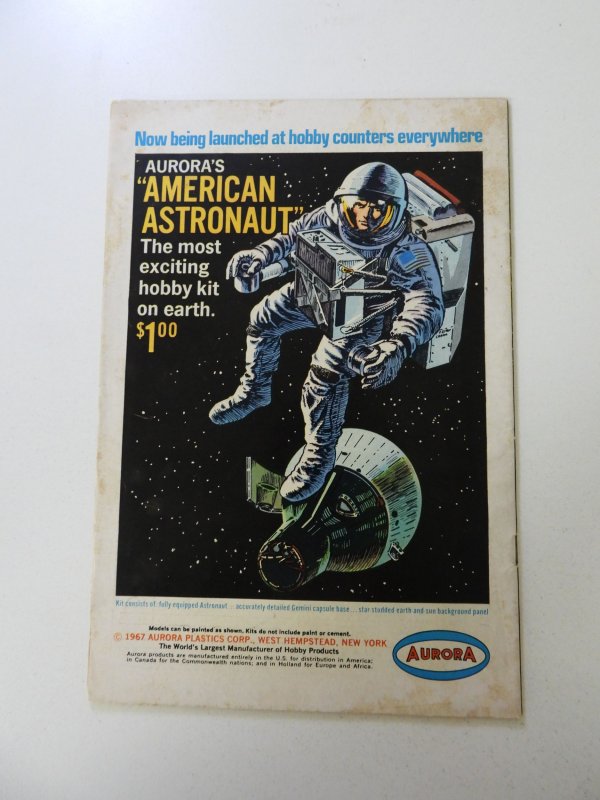 Now being launched at hobby counters everywhere
AURORA'S
"AMERICAN
ASTRONAUT"
The most
exciting
hobby kit
on earth.
$1.00
Kit consists of: fully equipped Astronaut ... accurately detailed Gemini capsule base ... star studded earth and sun background panel
Models can be painted as shown. Kits do not include paint or cement.
© 1967 AURORA PLASTICS CORP., WEST HEMPSTEAD, NEW YORK
The World's Largest Manufacturer of Hobby Products
Aurora products are manufactured entirely in the U.S. for distribution in America;
in Canada for the Commonwealth nations; and in Holland for Europe and Africa.
AURORA